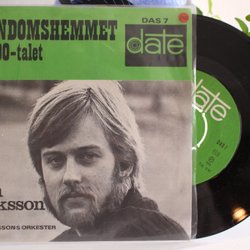 DAS 7
NDOMSHEMMET
00-talet
date
ksson
SSONS ORKESTER
date